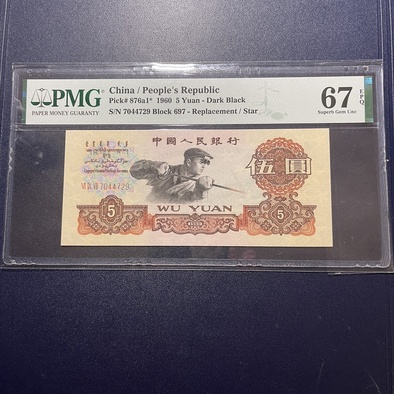 PMG
PAPER MONEY GUARANTY
China / People's Republic
Pick# 876a1* 1960 5 Yuan - Dark Black
S/N 7044729 Block 697 - Replacement / Star
67 EPQ
Superb Gem Unc
中國人民銀行
伍圓
7044729
5
WU YUAN
5